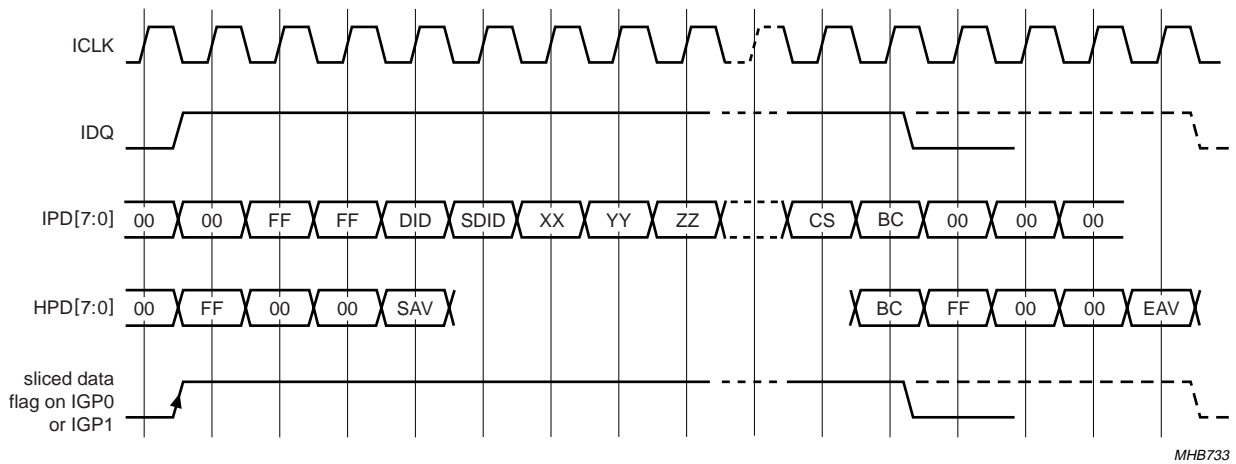 ICLK
IDQ
IPD[7:0] 00 00 FF FF DID SDID XX YY ZZ CS BC 00 00 00
HPD[7:0] 00 FF 00 00 SAV BC FF 00 00 EAV
sliced data
flag on IGP0
or IGP1
MHB733